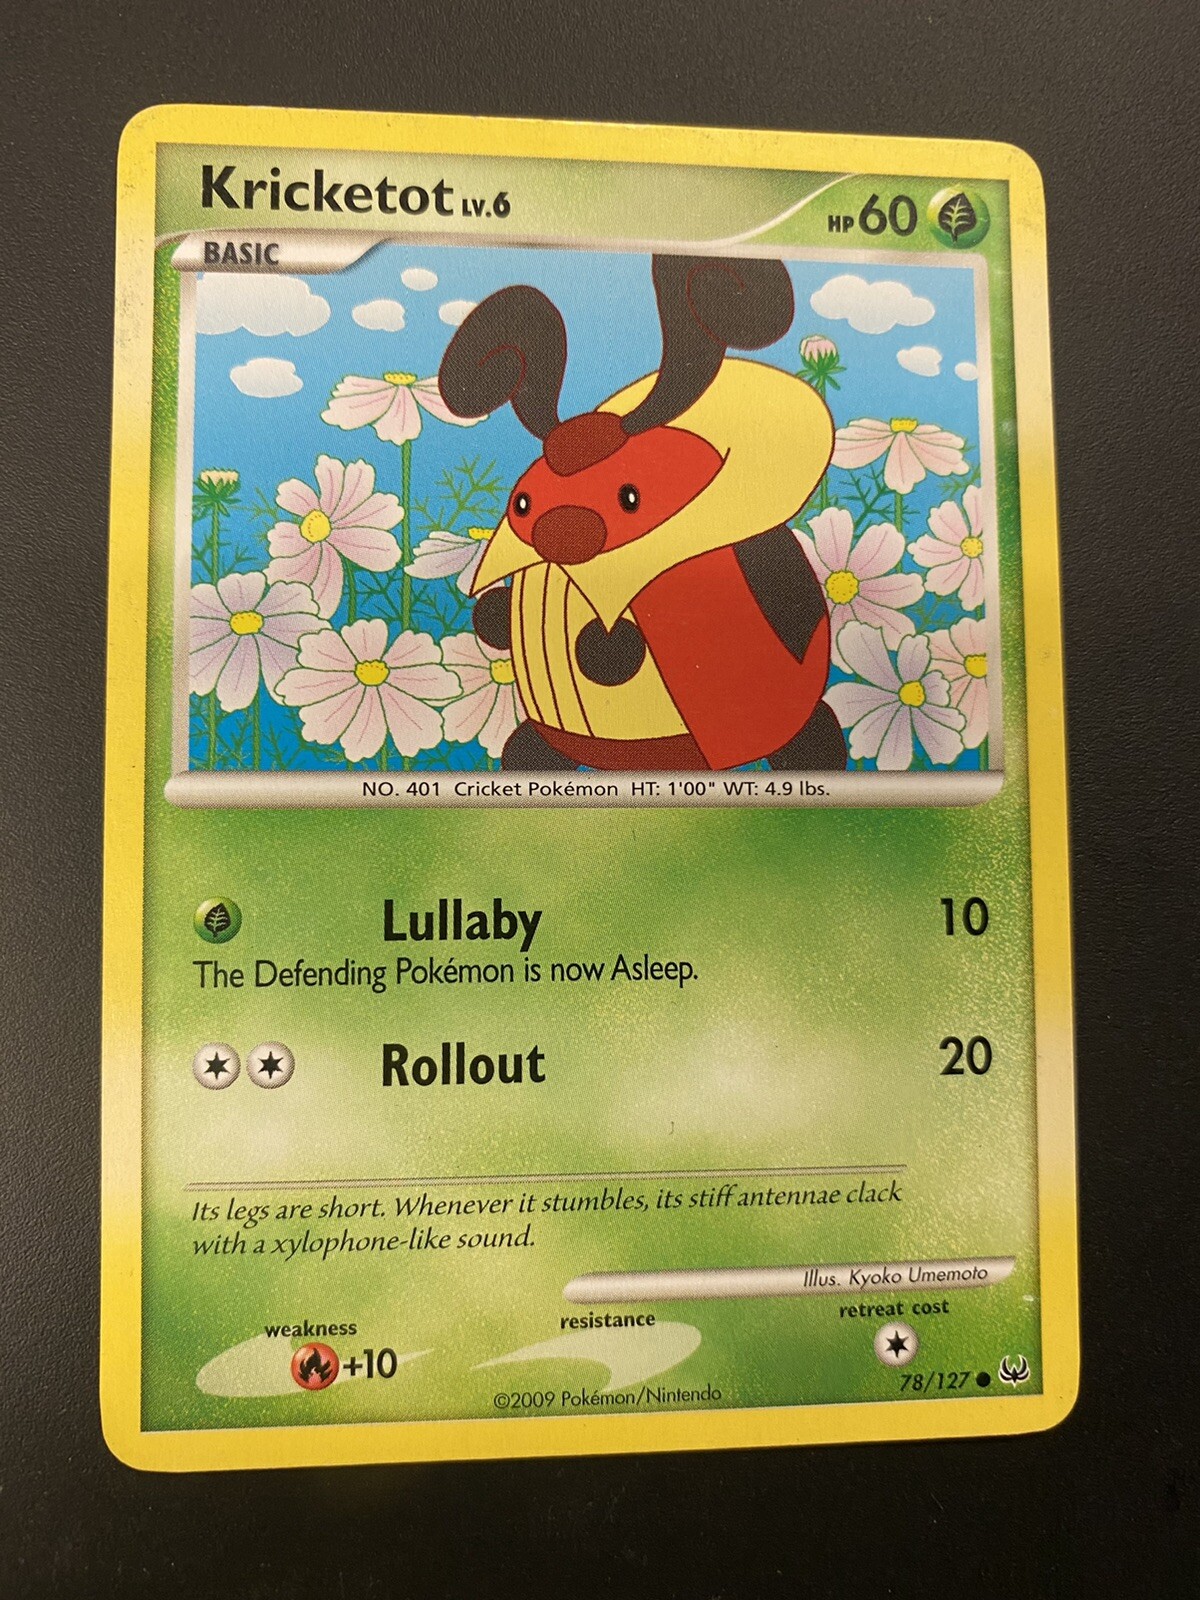 Kricketot LV.6
HP 60
BASIC
NO. 401 Cricket Pokémon HT: 1'00" WT: 4.9 lbs.
Lullaby 10
The Defending Pokémon is now Asleep.
Rollout 20
Its legs are short. Whenever it stumbles, its stiff antennae clack
with a xylophone-like sound.
Illus. Kyoko Umemoto
weakness resistance retreat cost
+10
78/127
©2009 Pokémon/Nintendo